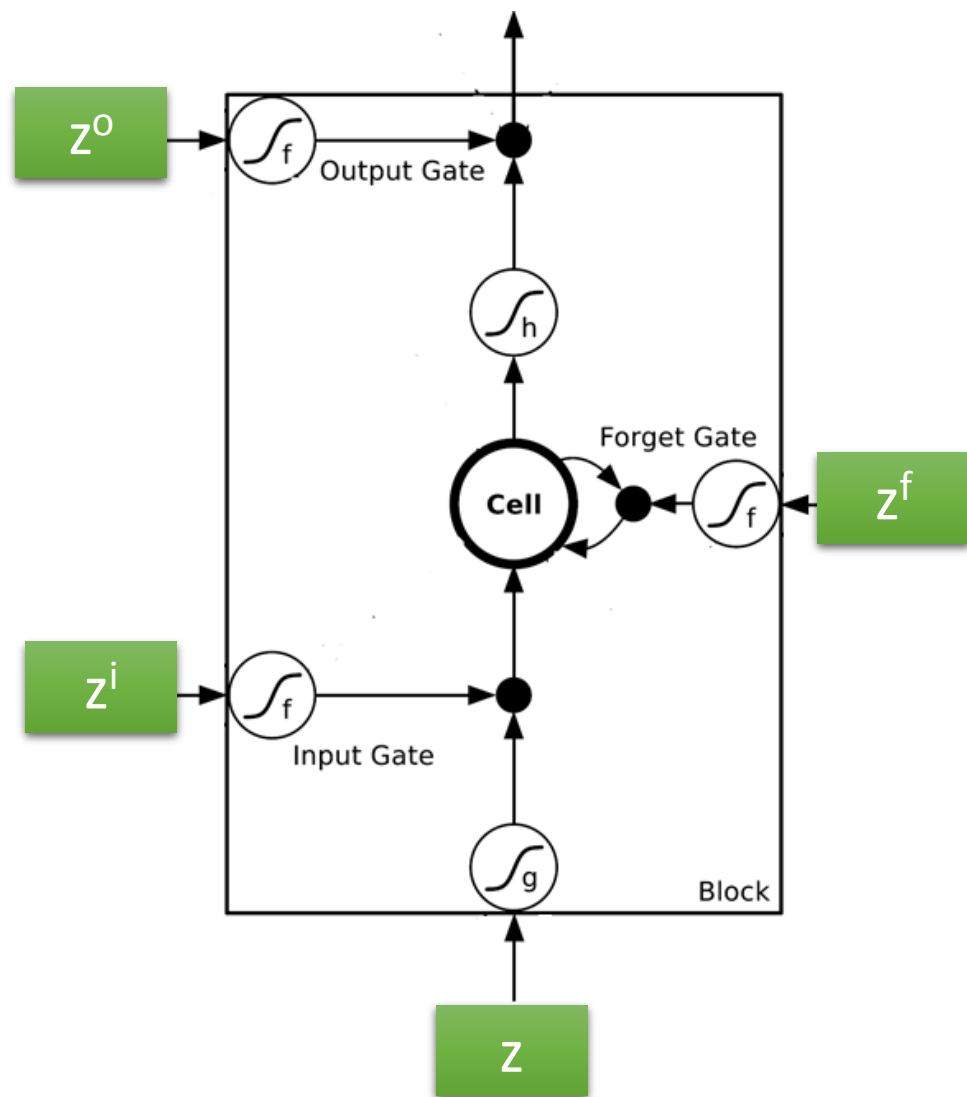 z^o
f
Output Gate
h
Forget Gate
Cell
f
z^f
z^i
f
Input Gate
g
Block
z